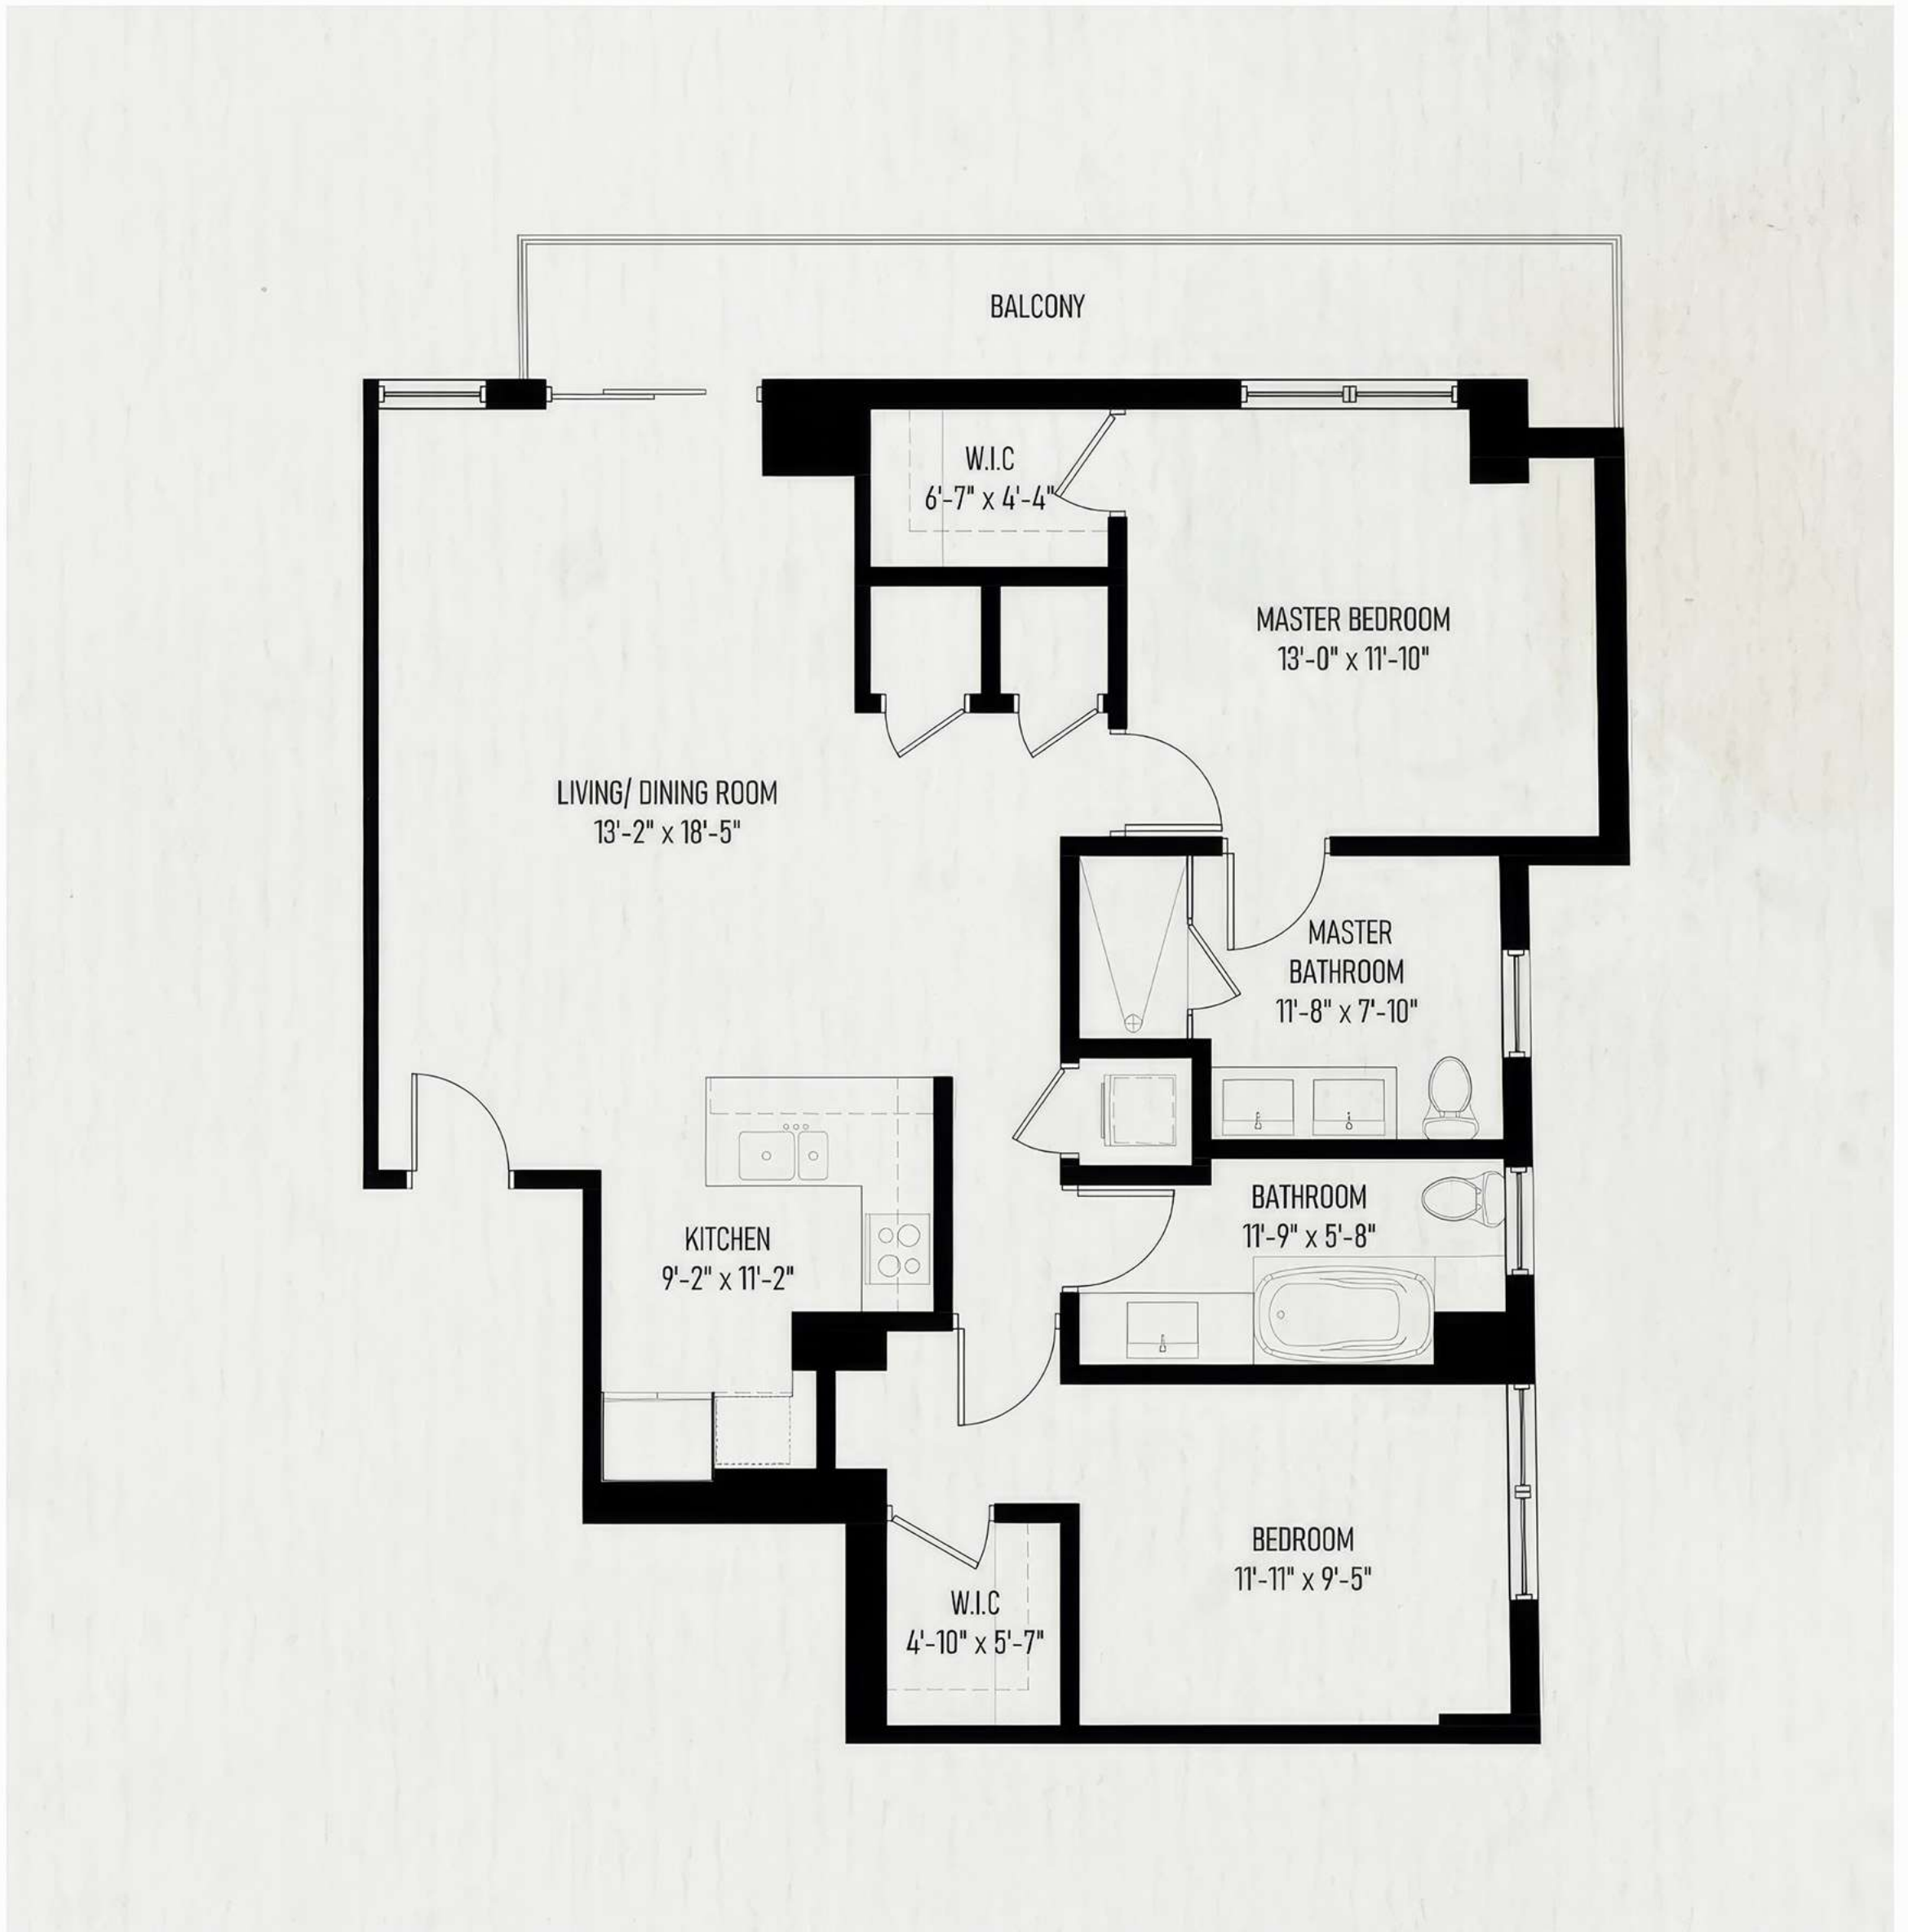 BALCONY
W.I.C
6'-7" x 4'-4"
MASTER BEDROOM
13'-0" x 11'-10"
LIVING/ DINING ROOM
13'-2" x 18'-5"
MASTER
BATHROOM
11'-8" x 7'-10"
BATHROOM
11'-9" x 5'-8"
KITCHEN
9'-2" x 11'-2"
BEDROOM
11'-11" x 9'-5"
W.I.C
4'-10" x 5'-7"